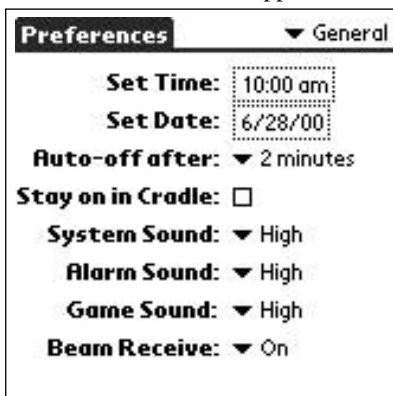 Preferences ▼ General
Set Time: 10:00 am
Set Date: 6/28/00
Auto-off after: ▼ 2 minutes
Stay on in Cradle: ☐
System Sound: ▼ High
Alarm Sound: ▼ High
Game Sound: ▼ High
Beam Receive: ▼ On